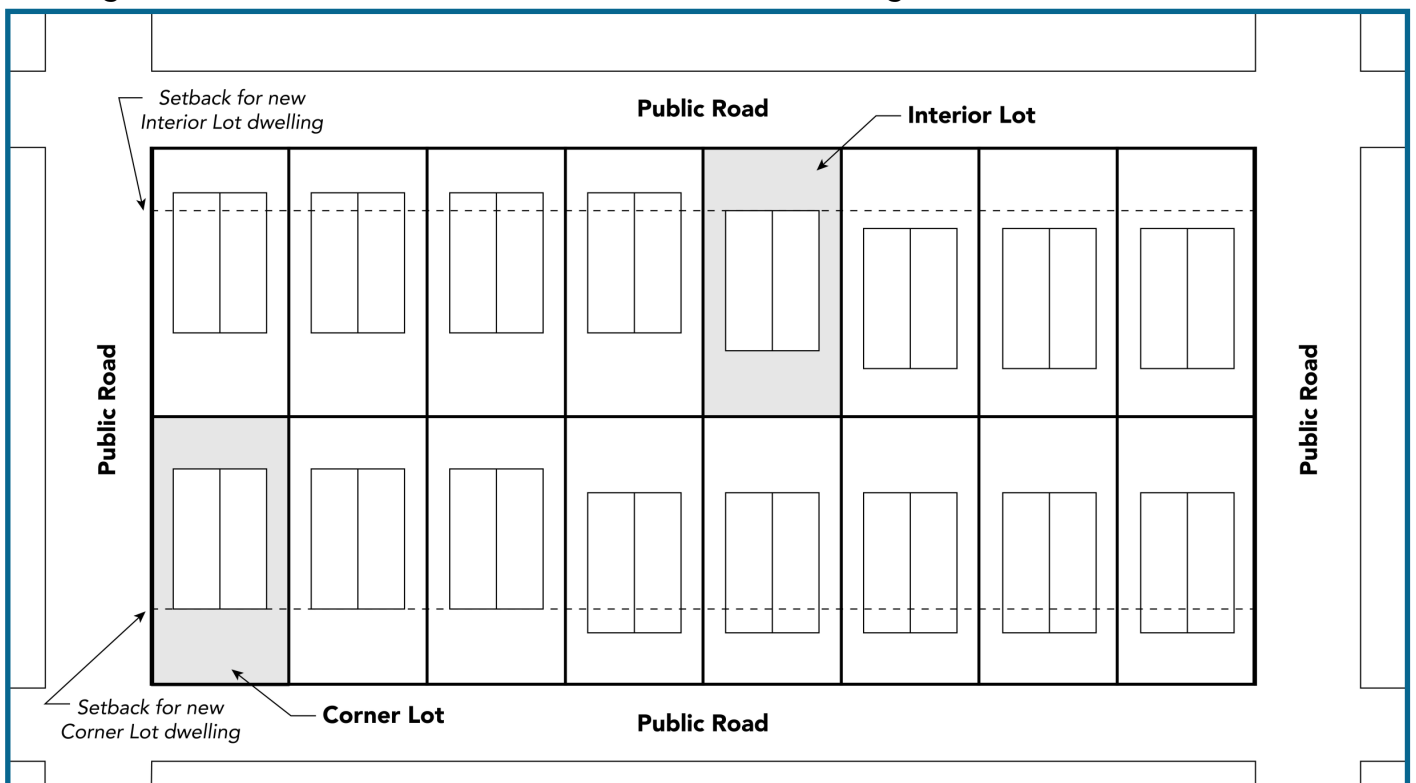 Setback for new
Interior Lot dwelling
Public Road
Interior Lot
Public Road
Public Road
Setback for new
Corner Lot dwelling
Corner Lot
Public Road